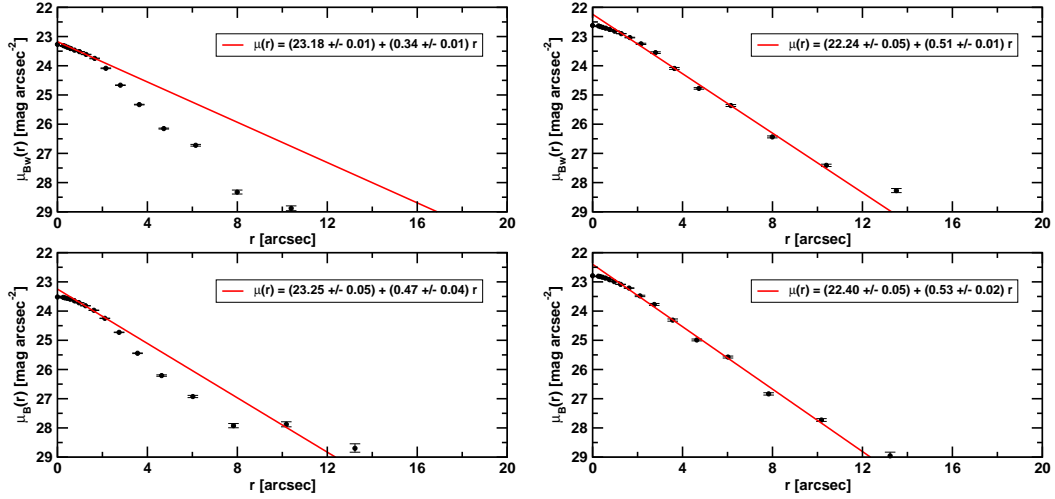 μ(r) = (23.18 +/- 0.01) + (0.34 +/- 0.01) r
μBw(r) [mag arcsec-2]
22
23
24
25
26
27
28
29
0 4 8 12 16 20
r [arcsec]
μ(r) = (22.24 +/- 0.05) + (0.51 +/- 0.01) r
μBw(r) [mag arcsec-2]
22
23
24
25
26
27
28
29
0 4 8 12 16 20
r [arcsec]
μ(r) = (23.25 +/- 0.05) + (0.47 +/- 0.04) r
μB(r) [mag arcsec-2]
22
23
24
25
26
27
28
29
0 4 8 12 16 20
r [arcsec]
μ(r) = (22.40 +/- 0.05) + (0.53 +/- 0.02) r
μB(r) [mag arcsec-2]
22
23
24
25
26
27
28
29
0 4 8 12 16 20
r [arcsec]